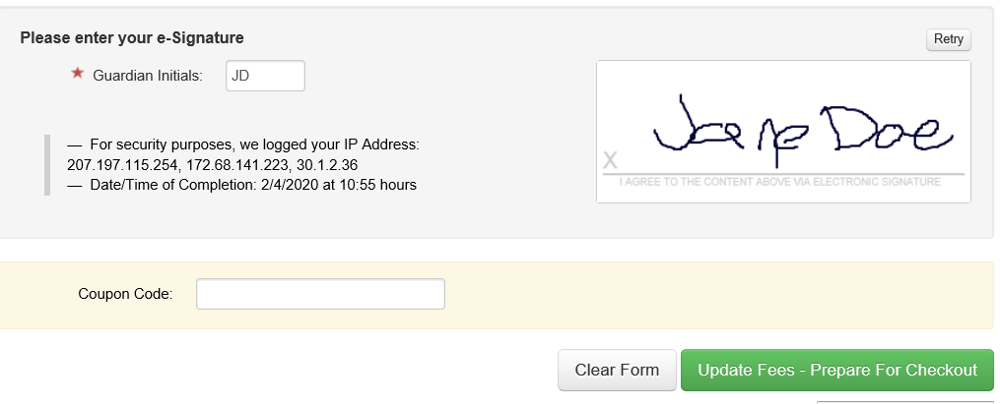 Please enter your e-Signature
Retry
★ Guardian Initials: JD
Jane Doe
— For security purposes, we logged your IP Address:
207.197.115.254, 172.68.141.223, 30.1.2.36
X
— Date/Time of Completion: 2/4/2020 at 10:55 hours
I AGREE TO THE CONTENT ABOVE VIA ELECTRONIC SIGNATURE
Coupon Code:
Clear Form
Update Fees - Prepare For Checkout